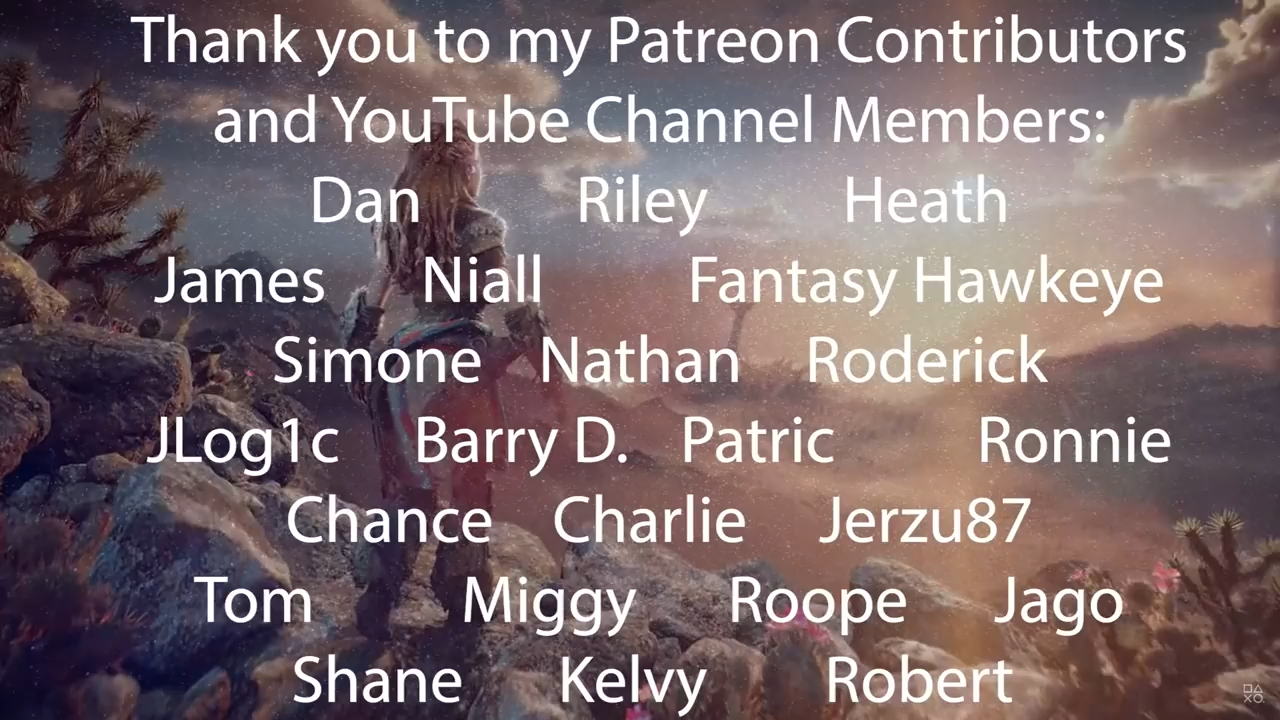 Thank you to my Patreon Contributors
and YouTube Channel Members:
Dan Riley Heath
James Niall Fantasy Hawkeye
Simone Nathan Roderick
JLog1c Barry D. Patric Ronnie
Chance Charlie Jerzu87
Tom Miggy Roope Jago
Shane Kelvy Robert